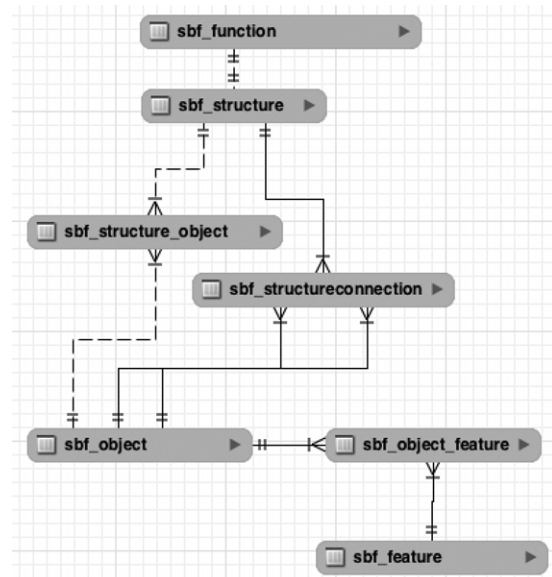 sbf_function
sbf_structure
sbf_structure_object
sbf_structureconnection
sbf_object
sbf_object_feature
sbf_feature